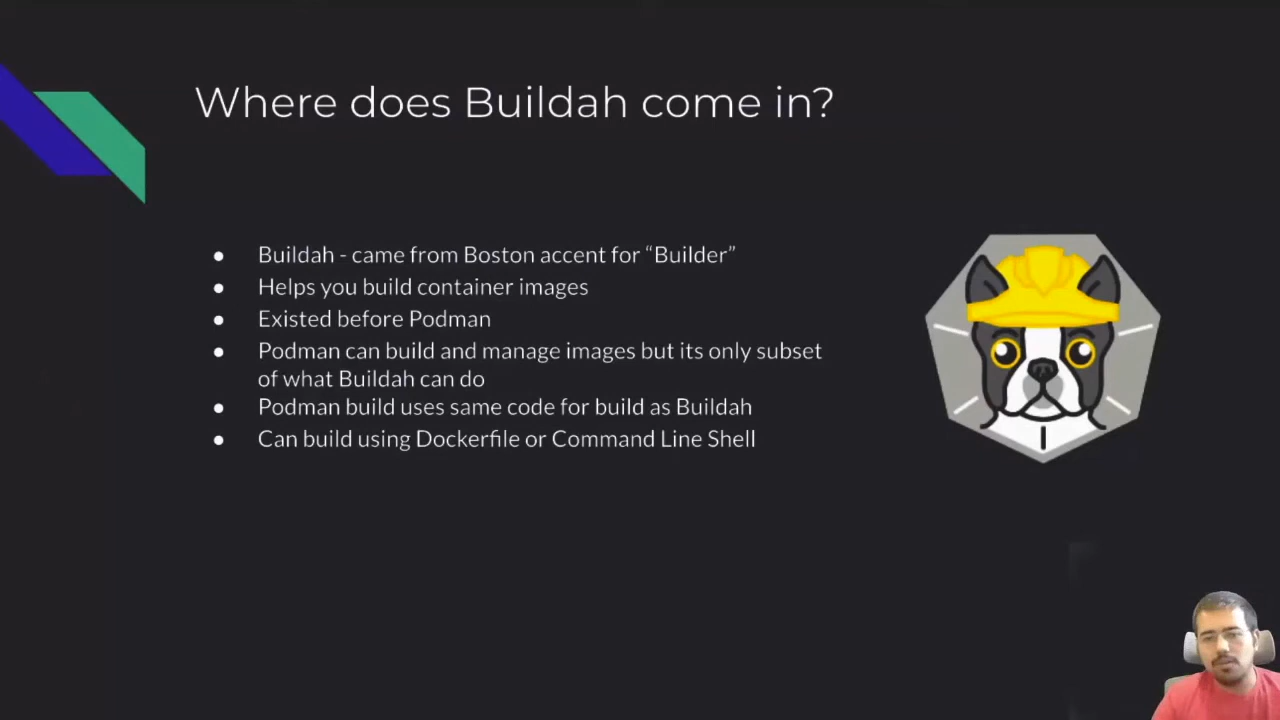 Where does Buildah come in?
● Buildah - came from Boston accent for “Builder”
● Helps you build container images
● Existed before Podman
● Podman can build and manage images but its only subset
of what Buildah can do
● Podman build uses same code for build as Buildah
● Can build using Dockerfile or Command Line Shell